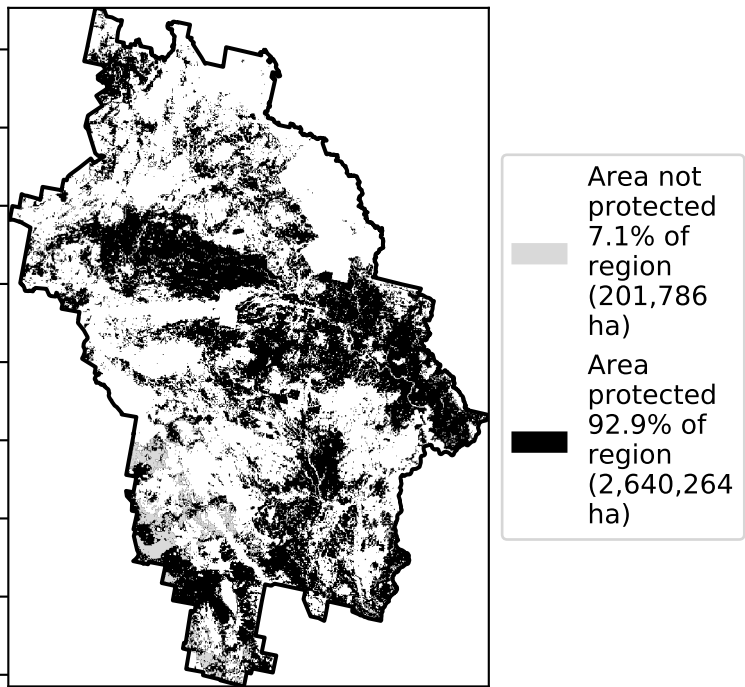 Area not
protected
7.1% of
region
(201,786
ha)
Area
protected
92.9% of
region
(2,640,264
ha)